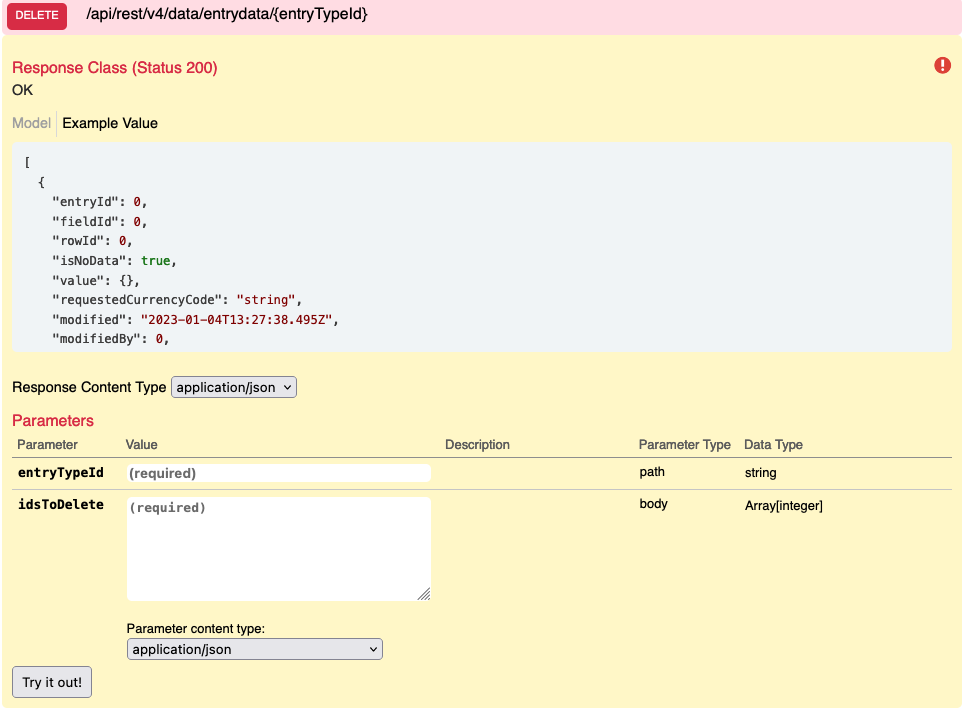 DELETE /api/rest/v4/data/entrydata/{entryTypeId}
Response Class (Status 200)
OK
Model Example Value
[
{
"entryId": 0,
"fieldId": 0,
"rowId": 0,
"isNoData": true,
"value": {},
"requestedCurrencyCode": "string",
"modified": "2023-01-04T13:27:38.495Z",
"modifiedBy": 0,
Response Content Type application/json
Parameters
Parameter Value Description Parameter Type Data Type
entryTypeId (required) path string
idsToDelete (required) body Array[integer]
Parameter content type:
application/json
Try it out!